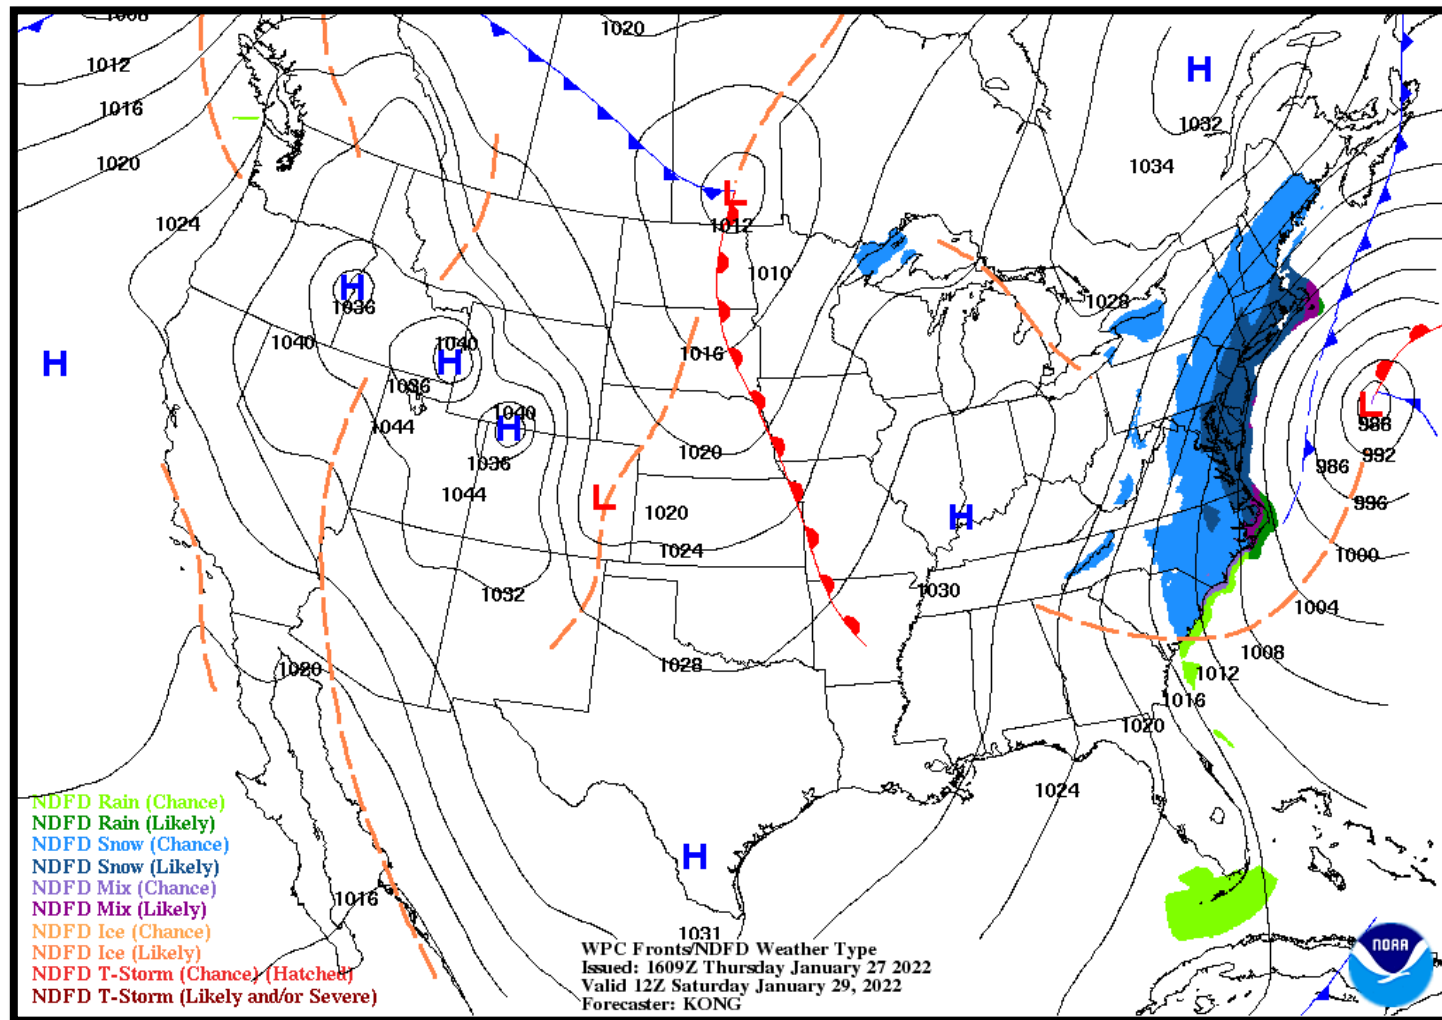 1008
1020
1012
H
1016
1032
1020
1034
L
1024
1012
1010
H
1036
1028
1040
1040
H
1016
H
1036
L
1040
986
H
1044
1020
986
992
1036
1044
L
H
996
1020
1024
1000
1032
1030
1004
1020
1028
1008
1012
1016
1020
1024
H
1016
1031
NDFD Rain (Chance)
NDFD Rain (Likely)
NDFD Snow (Chance)
NDFD Snow (Likely)
NDFD Mix (Chance)
NDFD Mix (Likely)
NDFD Ice (Chance)
NDFD Ice (Likely)
NDFD T-Storm (Chance) (Hatched)
NDFD T-Storm (Likely and/or Severe)
WPC Fronts/NDFD Weather Type
Issued: 1609Z Thursday January 27 2022
Valid 12Z Saturday January 29, 2022
Forecaster: KONG
NOAA